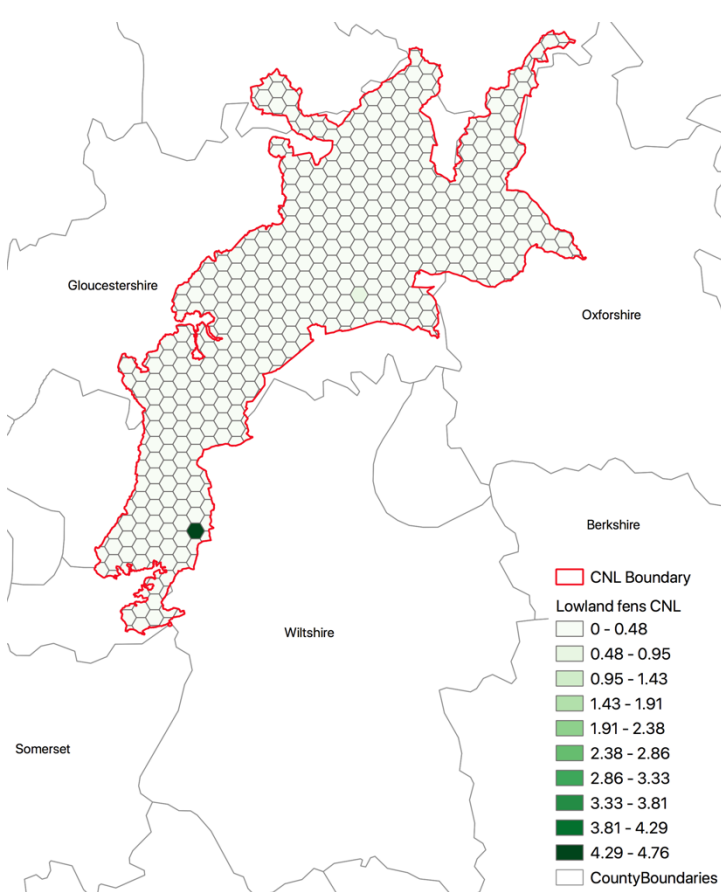 Gloucestershire
Oxforshire
Berkshire
Wiltshire
Somerset
CNL Boundary
Lowland fens CNL
0 - 0.48
0.48 - 0.95
0.95 - 1.43
1.43 - 1.91
1.91 - 2.38
2.38 - 2.86
2.86 - 3.33
3.33 - 3.81
3.81 - 4.29
4.29 - 4.76
CountyBoundaries